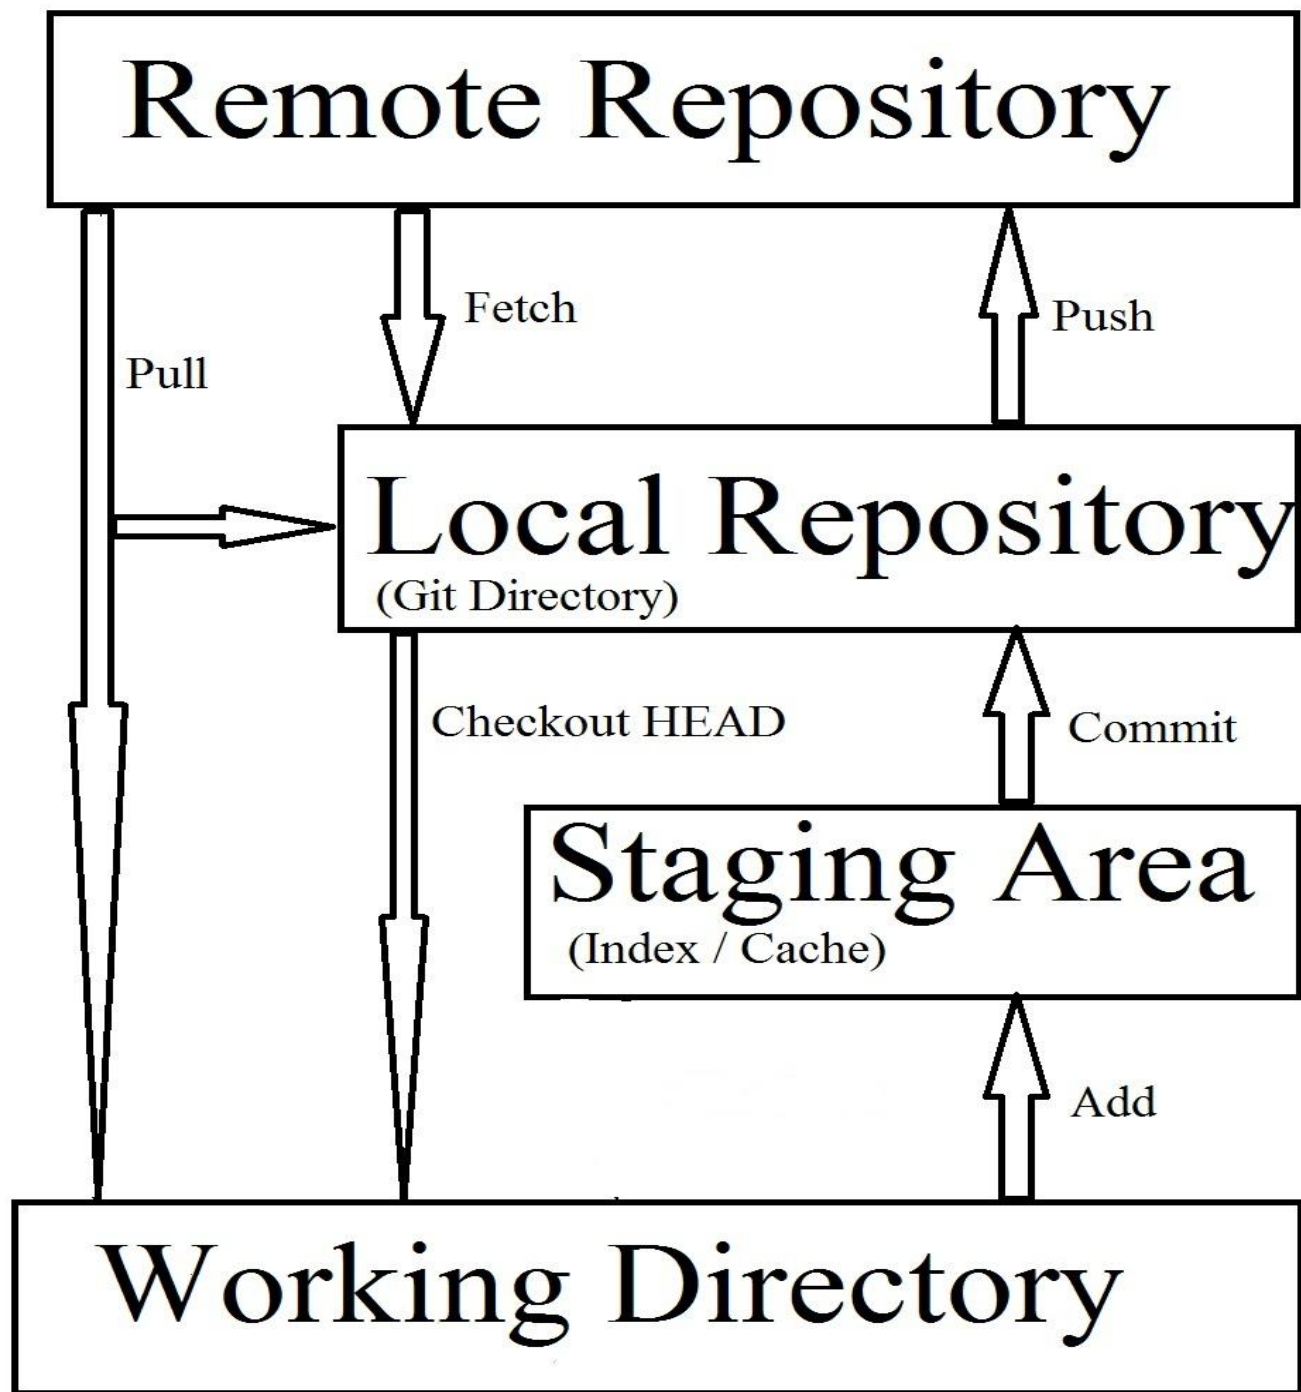 Remote Repository
Fetch
Push
Pull
Local Repository
(Git Directory)
Checkout HEAD
Commit
Staging Area
(Index / Cache)
Add
Working Directory